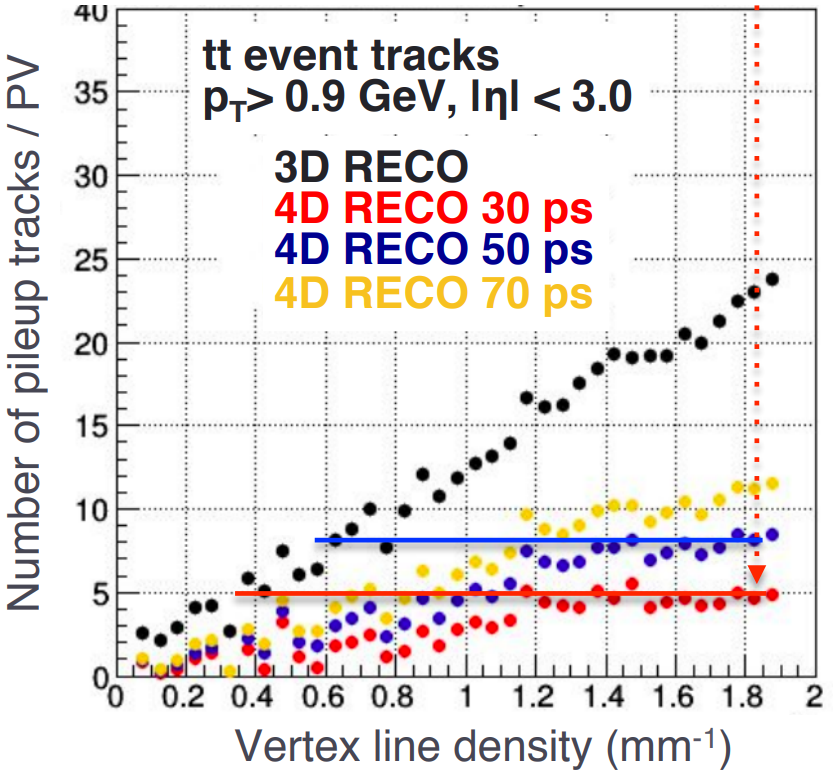 Number of pileup tracks / PV
40
35
30
25
20
15
10
5
0
tt event tracks
pT> 0.9 GeV, lηl < 3.0
3D RECO
4D RECO 30 ps
4D RECO 50 ps
4D RECO 70 ps
0 0.2 0.4 0.6 0.8 1 1.2 1.4 1.6 1.8 2
Vertex line density (mm-1)